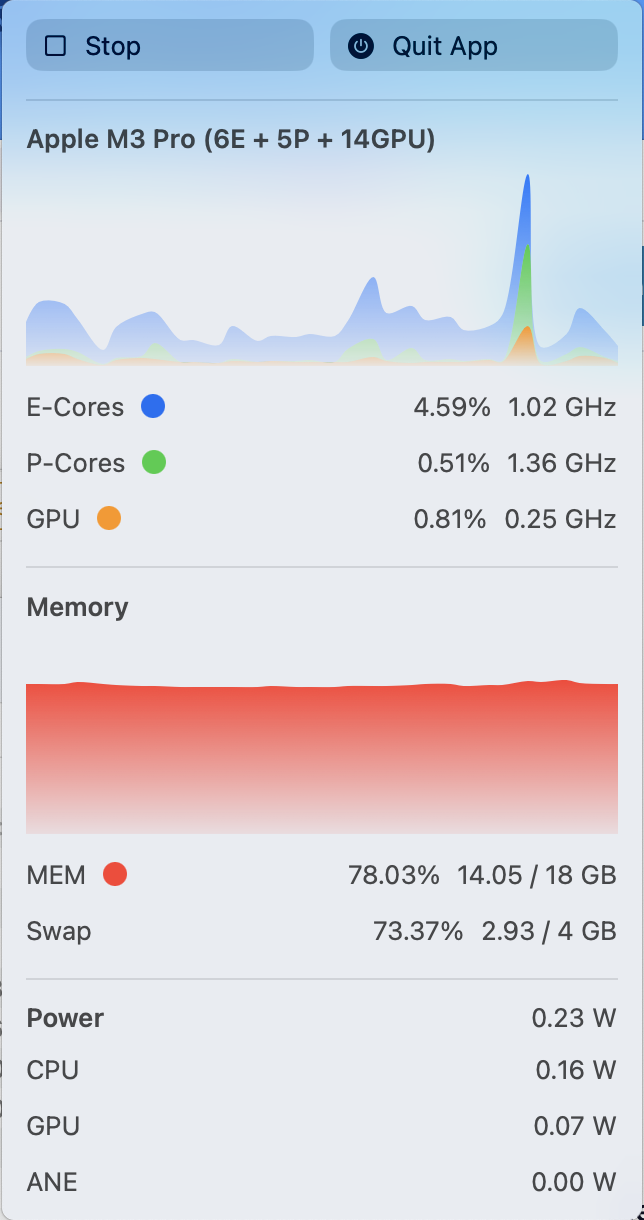 Stop Quit App
Apple M3 Pro (6E + 5P + 14GPU)
E-Cores 4.59% 1.02 GHz
P-Cores 0.51% 1.36 GHz
GPU 0.81% 0.25 GHz
Memory
MEM 78.03% 14.05 / 18 GB
Swap 73.37% 2.93 / 4 GB
Power 0.23 W
CPU 0.16 W
GPU 0.07 W
ANE 0.00 W